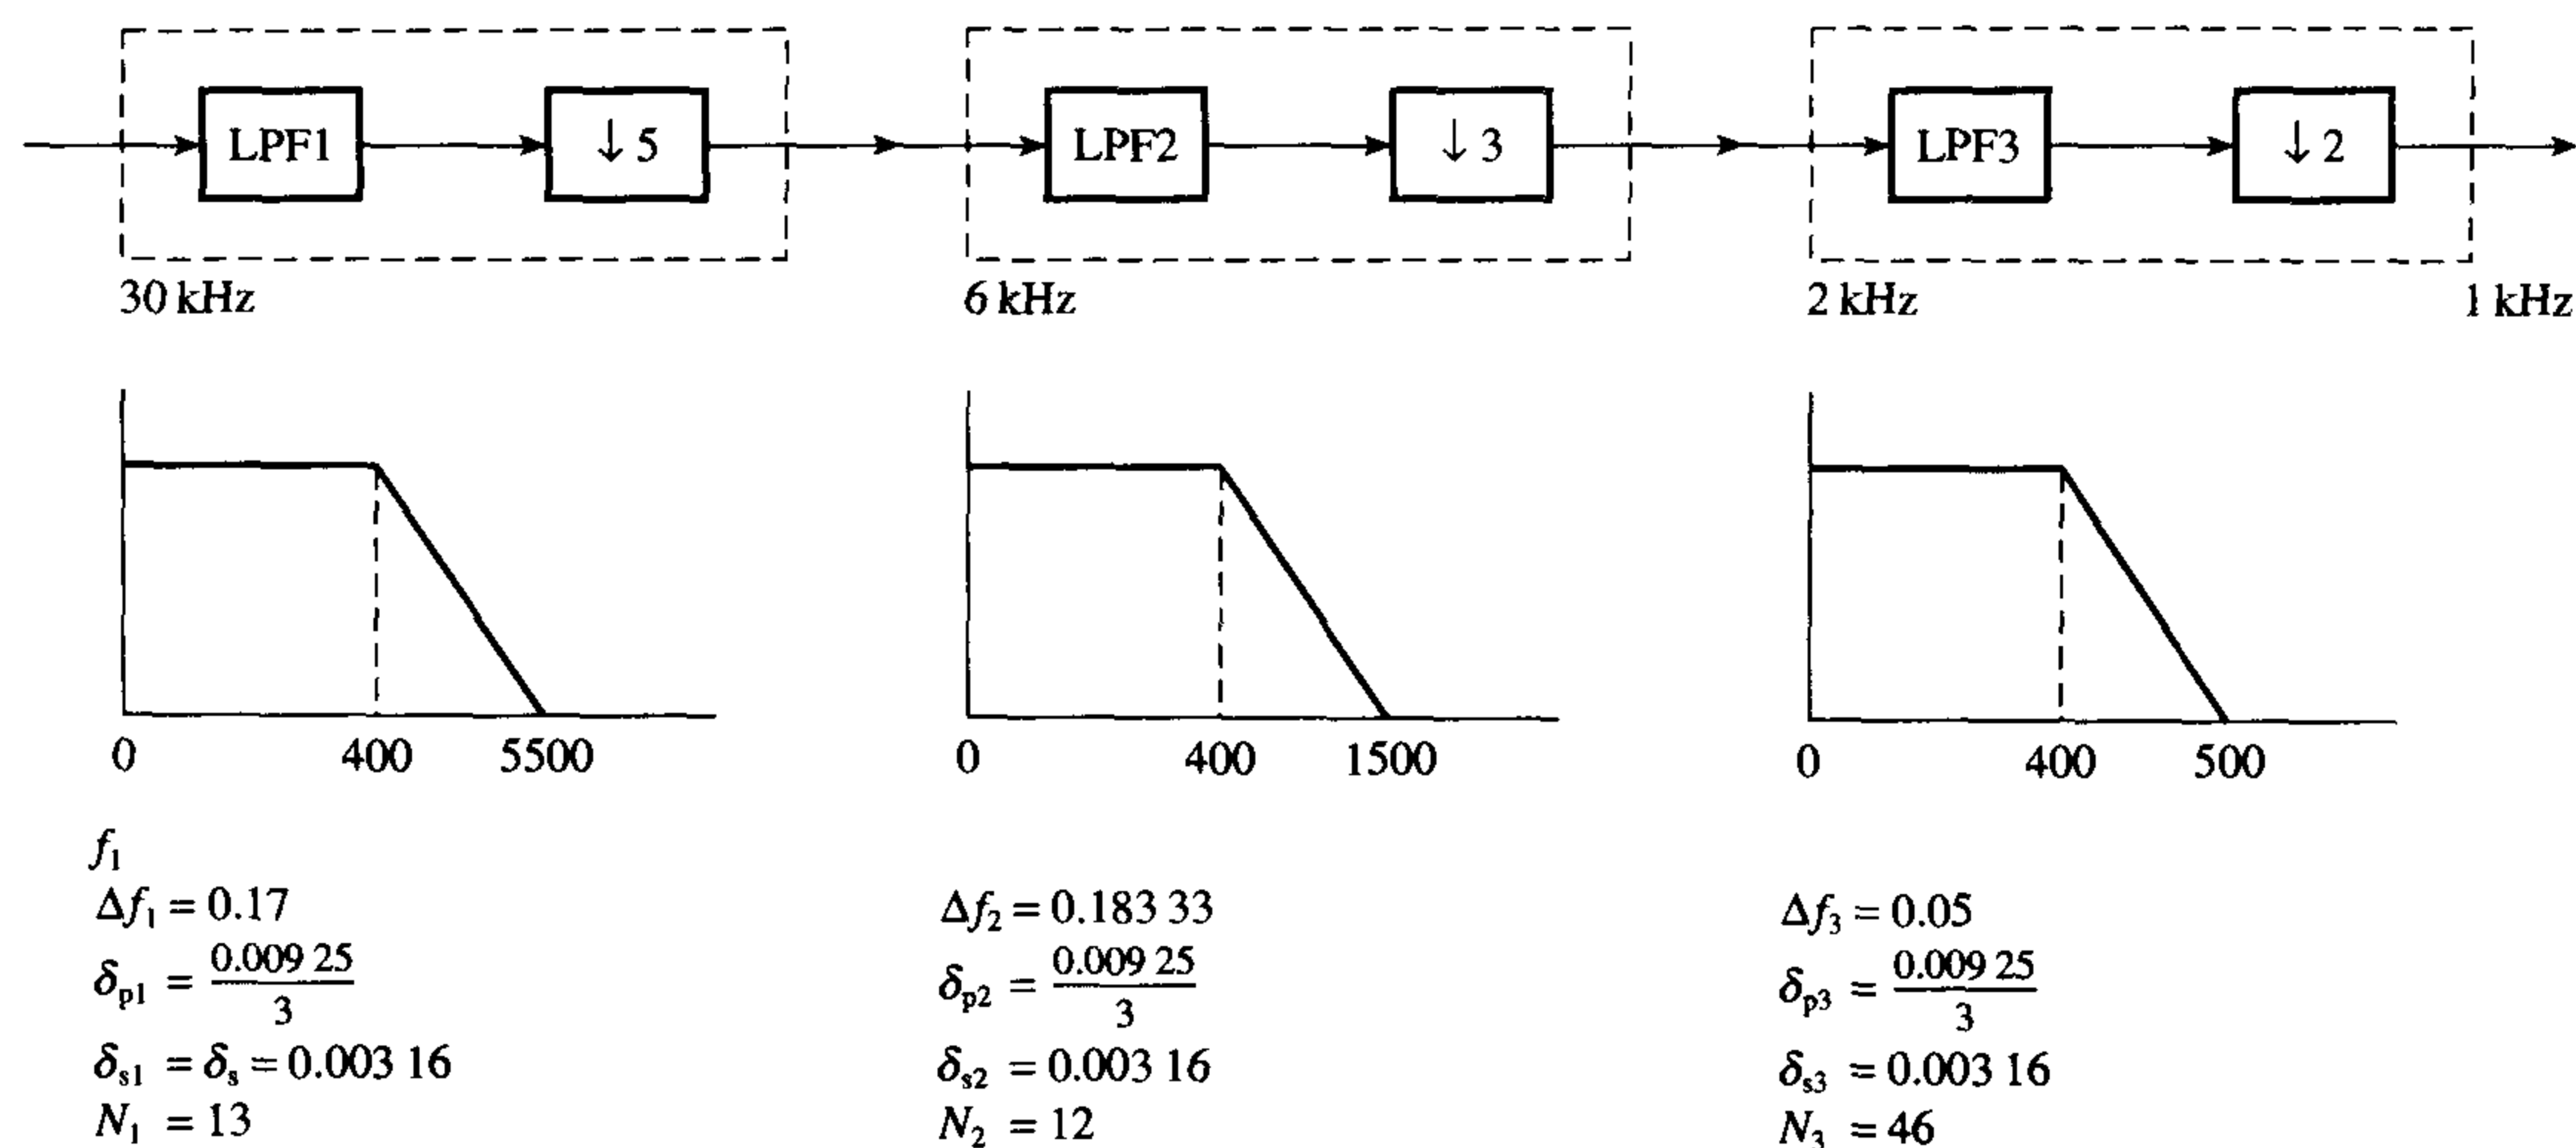 LPF1 ↓ 5 LPF2 ↓ 3 LPF3 ↓ 2
30 kHz 6 kHz 2 kHz 1 kHz
0 400 5500 0 400 1500 0 400 500
f₁
Δf₁ = 0.17 Δf₂ = 0.183 33 Δf₃ = 0.05
δₚ₁ = 0.009 25 / 3 δₚ₂ = 0.009 25 / 3 δₚ₃ = 0.009 25 / 3
δₛ₁ = δₛ = 0.003 16 δₛ₂ = 0.003 16 δₛ₃ = 0.003 16
N₁ = 13 N₂ = 12 N₃ = 46